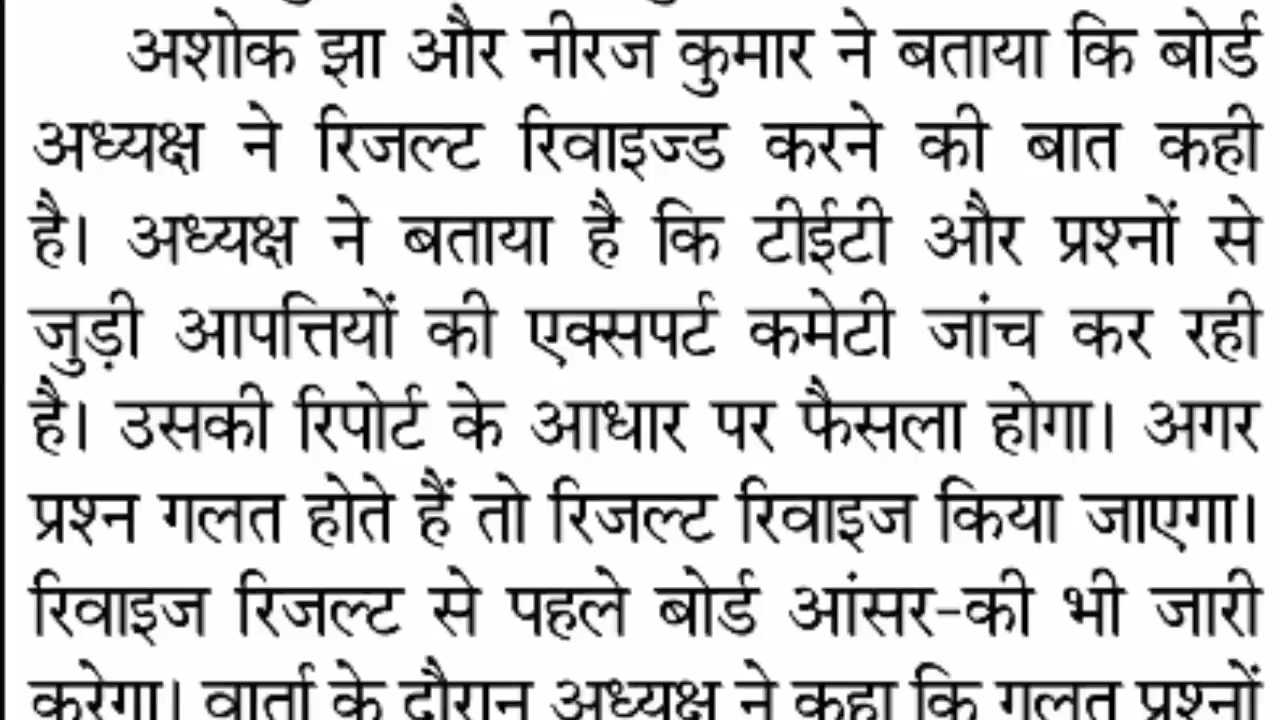 अशोक झा और नीरज कुमार ने बताया कि बोर्ड
अध्यक्ष ने रिजल्ट रिवाइज्ड करने की बात कही
है। अध्यक्ष ने बताया है कि टीईटी और प्रश्नों से
जुड़ी आपत्तियों की एक्सपर्ट कमेटी जांच कर रही
है। उसकी रिपोर्ट के आधार पर फैसला होगा। अगर
प्रश्न गलत होते हैं तो रिजल्ट रिवाइज किया जाएगा।
रिवाइज रिजल्ट से पहले बोर्ड आंसर-की भी जारी
करेगा। वार्ता के दौरान अध्यक्ष ने कहा कि गलत प्रश्नों